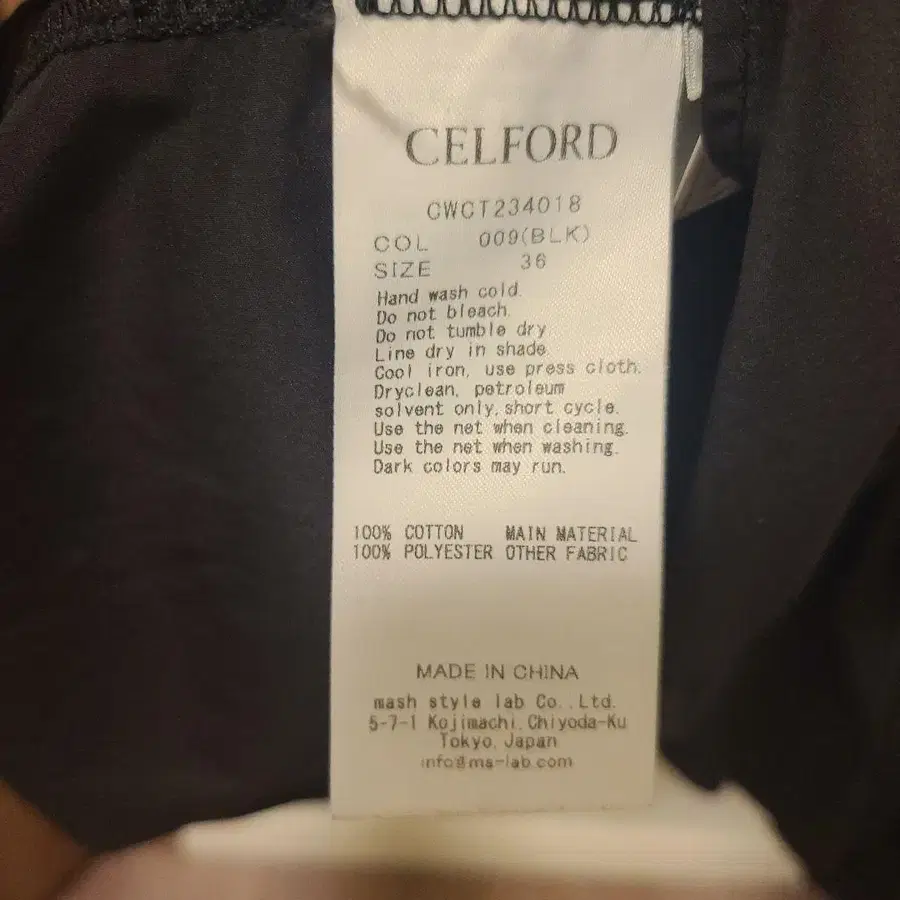 CELFORD
CWCT234018
COL 009(BLK)
SIZE 36
Hand wash cold.
Do not bleach.
Do not tumble dry
Line dry in shade
Cool iron, use press cloth.
Dryclean, petroleum
solvent only, short cycle.
Use the net when cleaning.
Use the net when washing.
Dark colors may run.
100% COTTON MAIN MATERIAL
100% POLYESTER OTHER FABRIC
MADE IN CHINA
mash style lab Co.,Ltd.
5-7-1 Kojimachi, Chiyoda-Ku
Tokyo, Japan
info@ms-lab.com